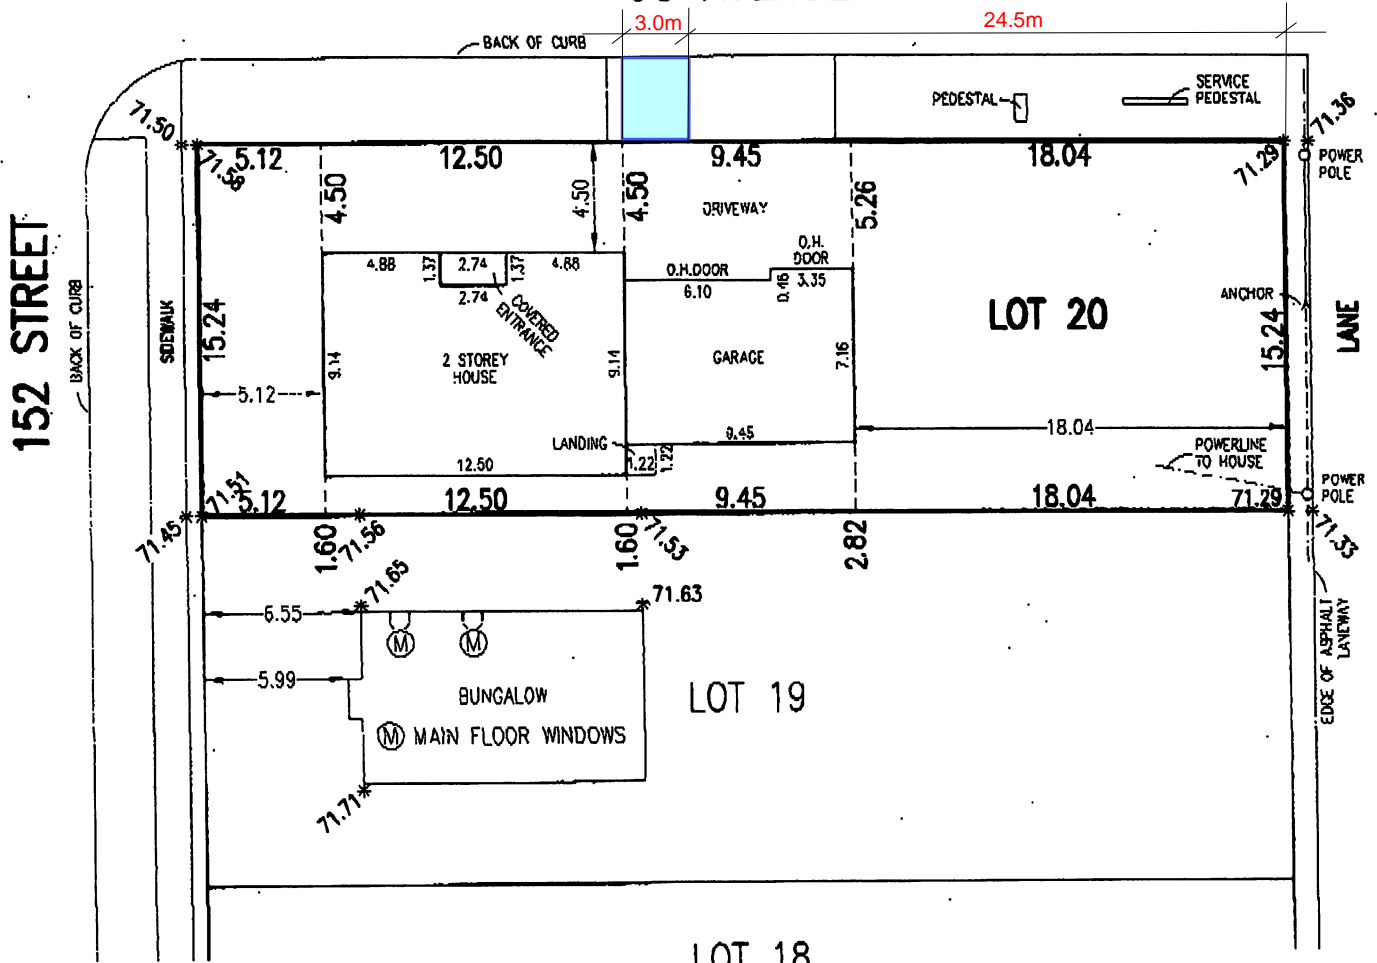 3.0m
24.5m
BACK OF CURB
PEDESTAL
SERVICE
PEDESTAL
71.50
71.58
5.12
12.50
9.45
18.04
71.29
71.36
POWER
POLE
4.50
4.50
4.50
DRIVEWAY
5.26
4.88
1.37
2.74
1.37
4.88
2.74
COVERED
ENTRANCE
O.H.DOOR
6.10
O.H.
DOOR
3.35
152 STREET
BACK OF CURB
SIDEWALK
15.24
9.14
2 STOREY
HOUSE
9.14
GARAGE
7.16
LOT 20
ANCHOR
15.24
LANE
5.12
LANDING
9.45
18.04
12.50
1.22
1.22
POWERLINE
TO HOUSE
POWER
POLE
71.45
71.51
5.12
12.50
9.45
18.04
71.29
71.33
1.60
71.56
1.60
71.53
2.82
71.65
71.63
6.55
5.99
BUNGALOW
M
M
M MAIN FLOOR WINDOWS
71.71
LOT 19
EDGE OF ASPHALT
LANEWAY
LOT 18